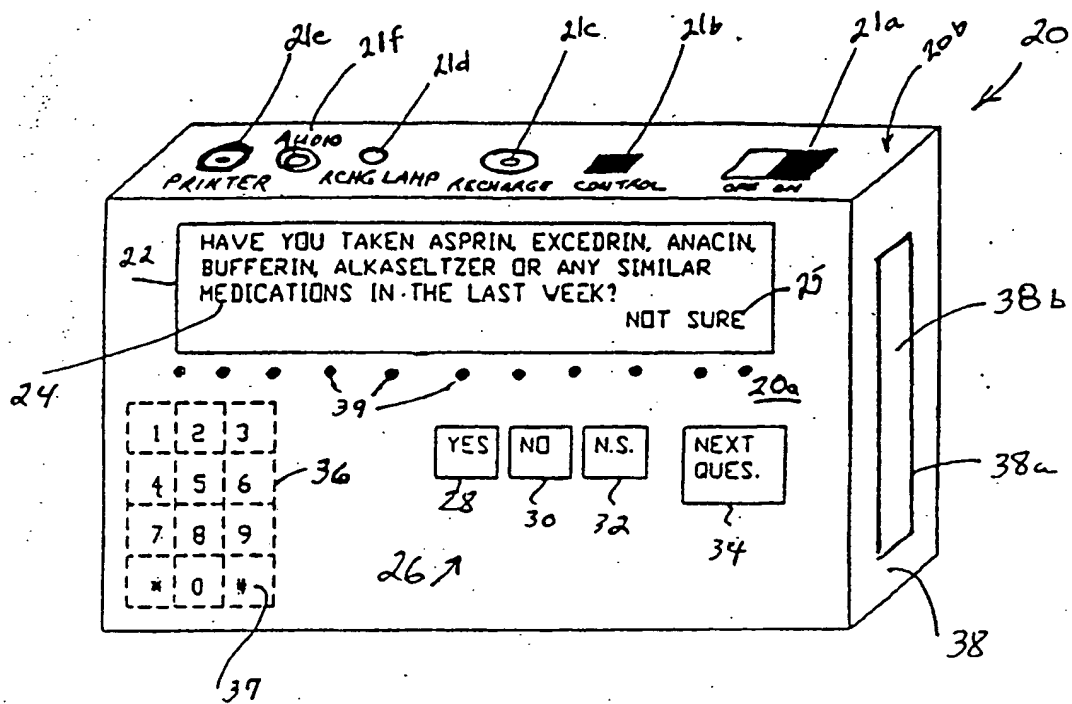 21e 21f 21d 21c 21b 21a 20b 20
AUDIO
PRINTER RCHG LAMP RECHARGE CONTROL OFF ON
HAVE YOU TAKEN ASPRIN, EXCEDRIN, ANACIN,
22 BUFFERIN, ALKASELTZER OR ANY SIMILAR
MEDICATIONS IN THE LAST WEEK? 25
NOT SURE
38b
24 39 20a
1 2 3 YES NO N.S. NEXT QUES.
4 5 6 36 28 30 32 34 38a
7 8 9
* 0 # 26
37 38